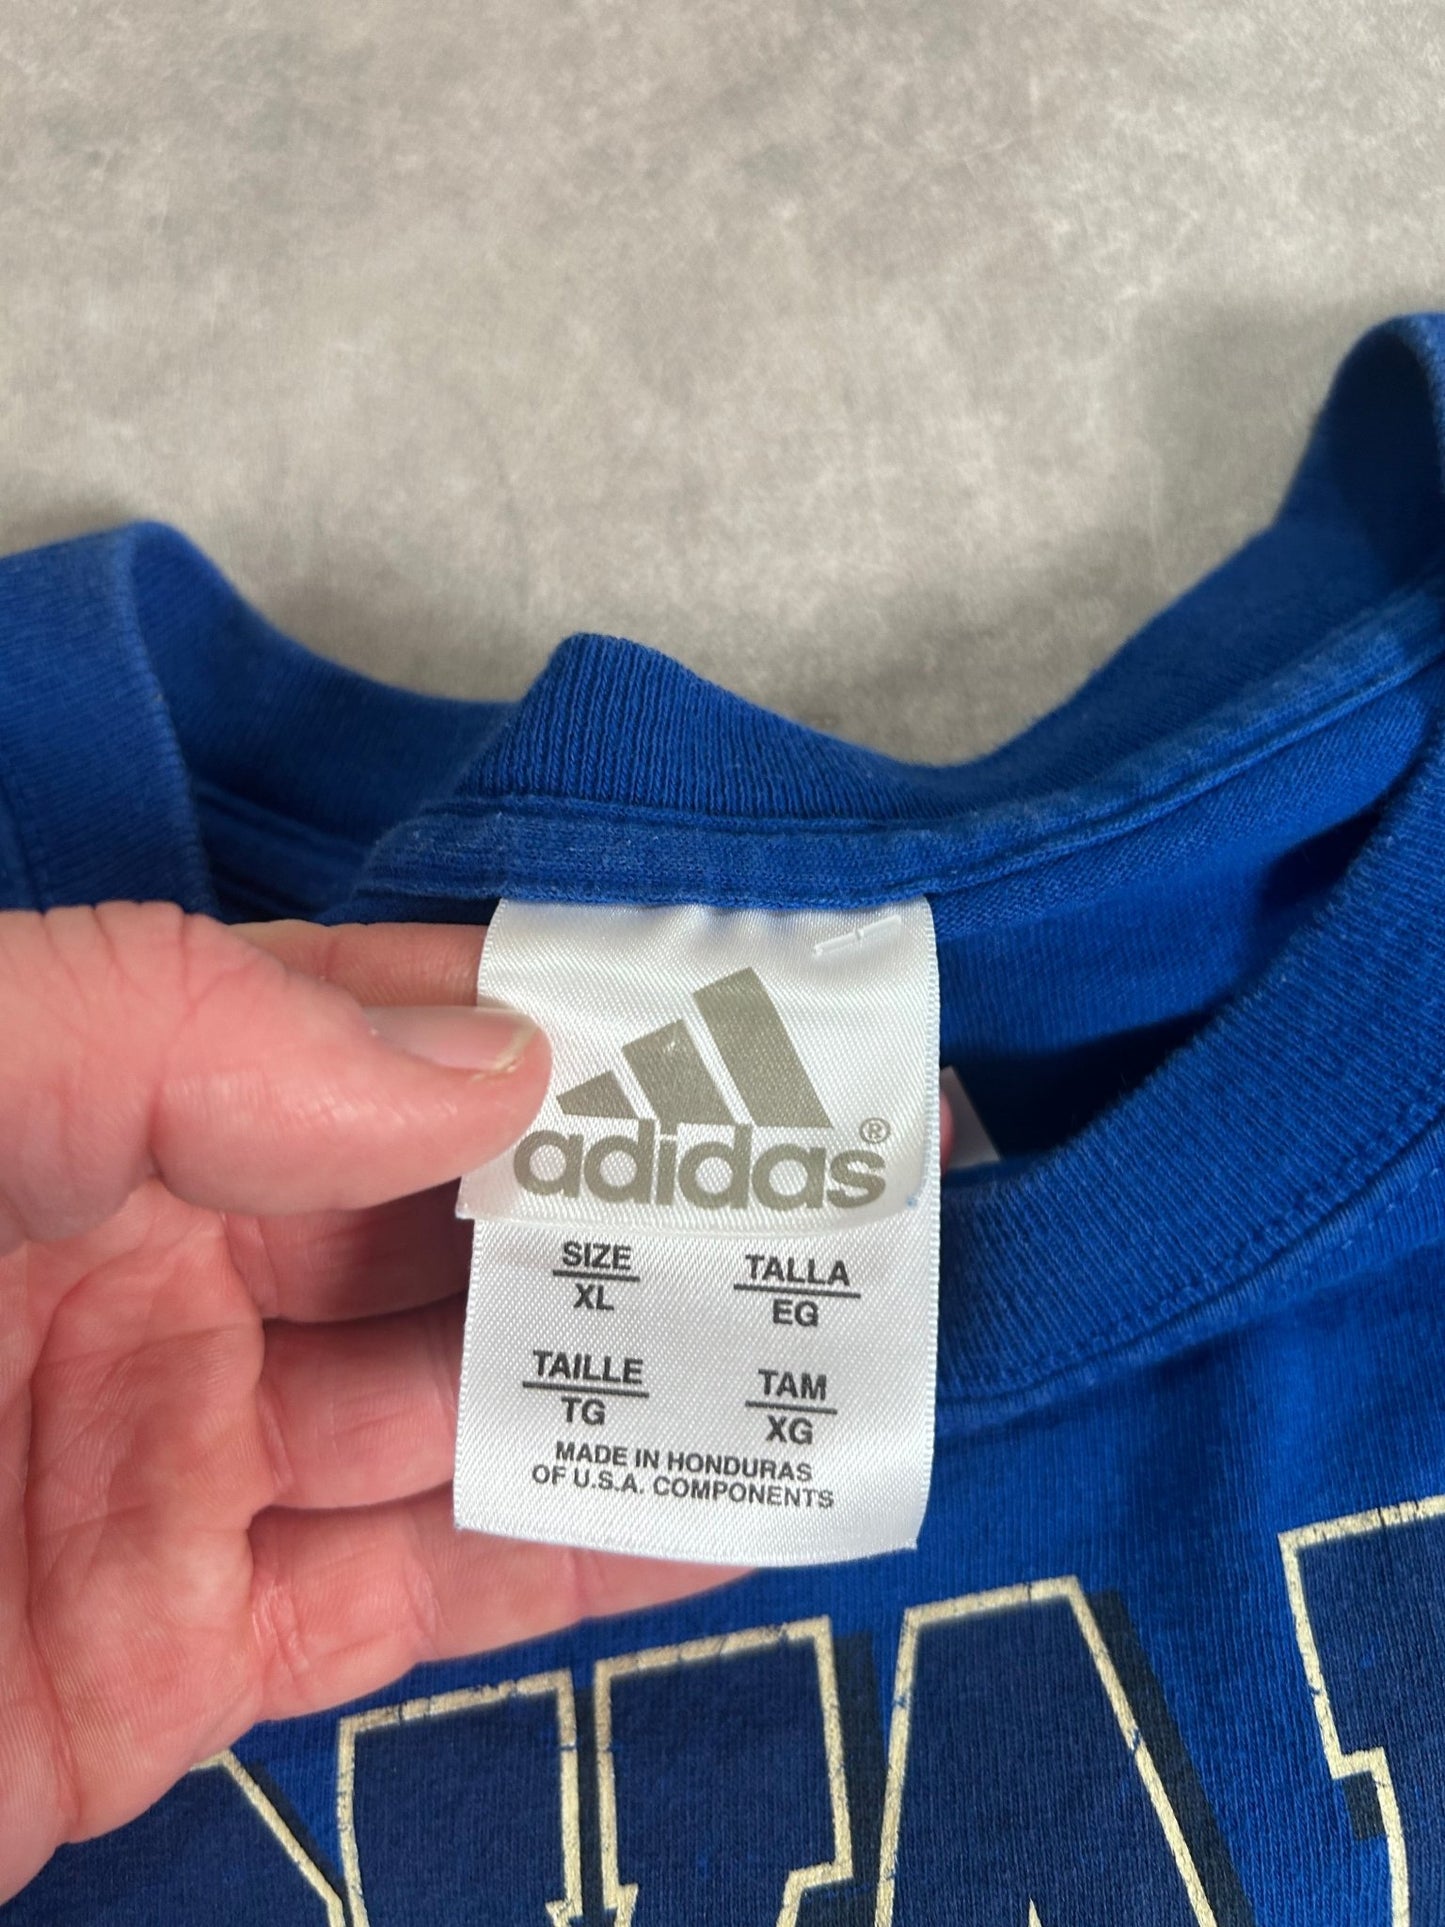 adidas®
SIZE TALLA
XL EG
TAILLE TAM
TG XG
MADE IN HONDURAS
OF U.S.A. COMPONENTS